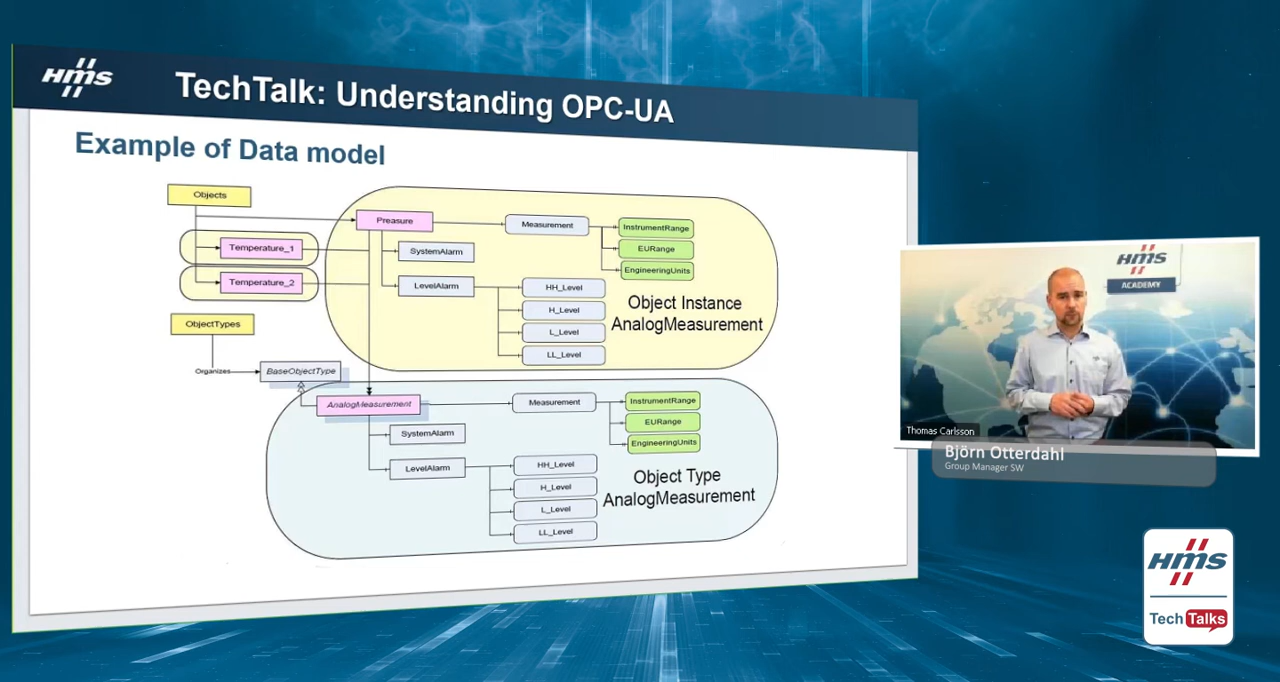 HMS
TechTalk: Understanding OPC-UA
Example of Data model
Objects
Preasure
Measurement
InstrumentRange
EURange
EngineeringUnits
Temperature_1
SystemAlarm
Temperature_2
LevelAlarm
HH_Level
H_Level
L_Level
LL_Level
Object Instance
AnalogMeasurement
ObjectTypes
Organizes
BaseObjectType
AnalogMeasurement
Measurement
InstrumentRange
EURange
EngineeringUnits
SystemAlarm
LevelAlarm
HH_Level
H_Level
L_Level
LL_Level
Object Type
AnalogMeasurement
HMS
ACADEMY
Thomas Carlsson
Björn Otterdahl
Group Manager SW
HMS
Tech Talks